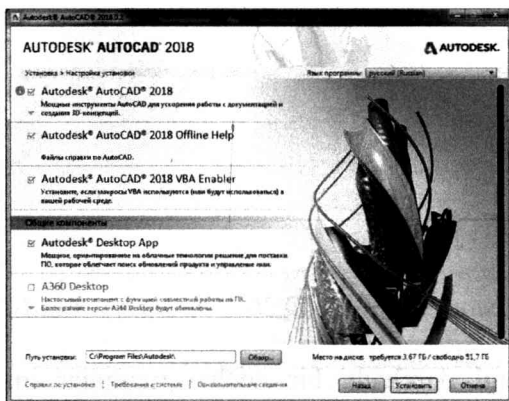 Autodesk® AutoCAD® 2018.0.2
AUTODESK® AUTOCAD® 2018
AUTODESK.
Установка > Настройка установки
Язык программы: русский (Russian)
Autodesk® AutoCAD® 2018
Мощные инструменты AutoCAD для ускорения работы с документацией и
создания 3D-концепций.
Autodesk® AutoCAD® 2018 Offline Help
Файлы справки по AutoCAD.
Autodesk® AutoCAD® 2018 VBA Enabler
Установите, если макросы VBA используются (или будут использоваться) в
вашей рабочей среде.
Общие компоненты
Autodesk® Desktop App
Мощное, ориентированное на облачные технологии решение для поставки
ПО, которое облегчает поиск обновлений продукта и управление ими.
A360 Desktop
Настольный компонент с функцией совместной работы на ПК.
Более ранние версии A360 Desktop будут обновлены.
Путь установки: C:\Program Files\Autodesk\ Обзор...
Место на диске: требуется 3.67 ГБ / свободно 51,7 ГБ
Справка по установке | Требования к системе |
Назад Установить Отмена